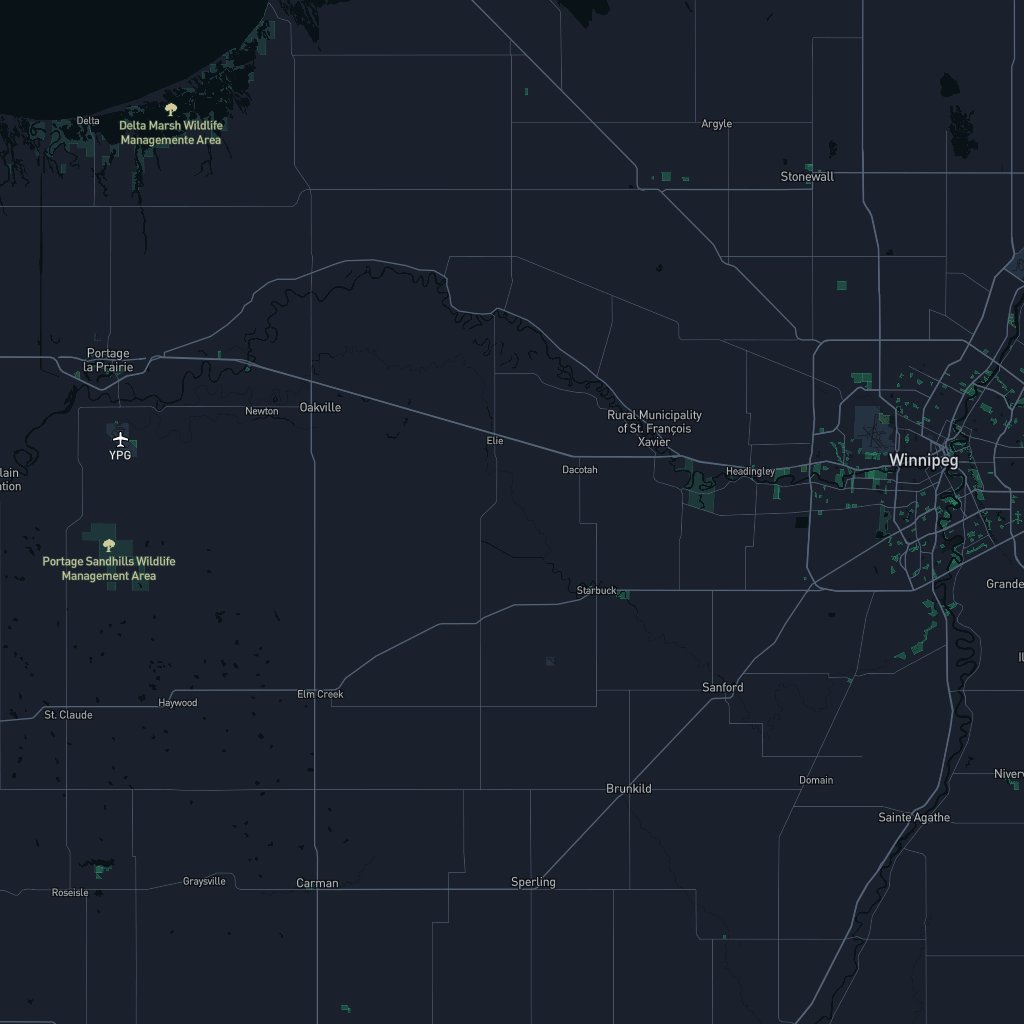 Delta
Delta Marsh Wildlife
Managemente Area
Argyle
Stonewall
Portage
la Prairie
Newton
Oakville
Rural Municipality
of St. François
Xavier
YPG
Elie
Dacotah
Headingley
Winnipeg
lain
ation
Portage Sandhills Wildlife
Management Area
Starbuck
Grande
Elm Creek
Sanford
Haywood
St. Claude
Brunkild
Domain
Niverv
Sainte Agathe
Roseisle
Graysville
Carman
Sperling